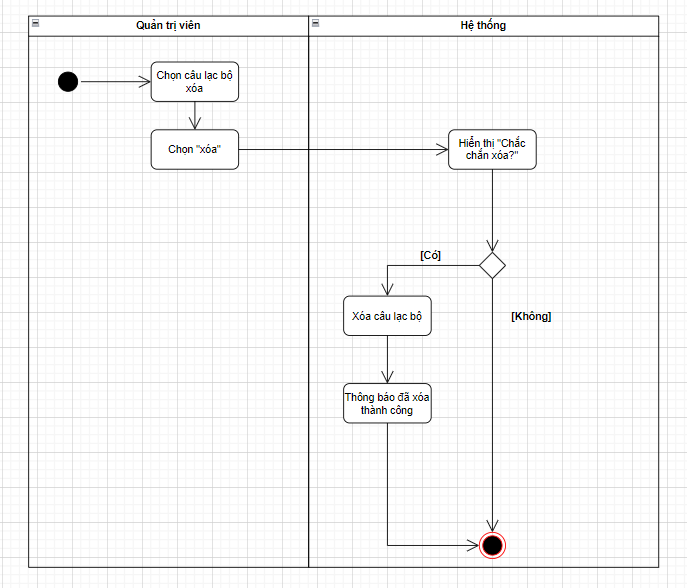 Quản trị viên
Hệ thống
Chọn câu lạc bộ
xóa
Chọn "xóa"
Hiển thị "Chắc
chắn xóa?"
[Có]
[Không]
Xóa câu lạc bộ
Thông báo đã xóa
thành công